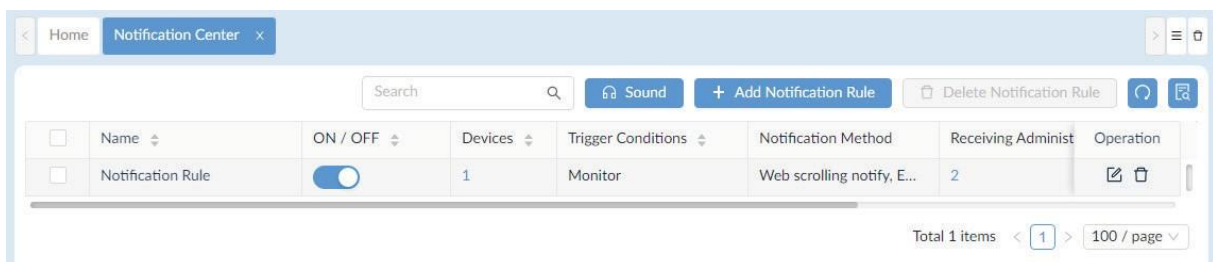 Home Notification Center x
Search Sound + Add Notification Rule Delete Notification Rule
Name ON / OFF Devices Trigger Conditions Notification Method Receiving Administ Operation
Notification Rule 1 Monitor Web scrolling notify, E... 2
Total 1 items < 1 > 100 / page